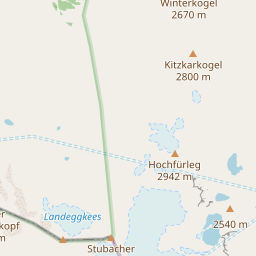 Winterkogel
2670 m
Kitzkarkogel
2800 m
Hochfürleg
2942 m
Landeggkees
2540 m
Stubacher